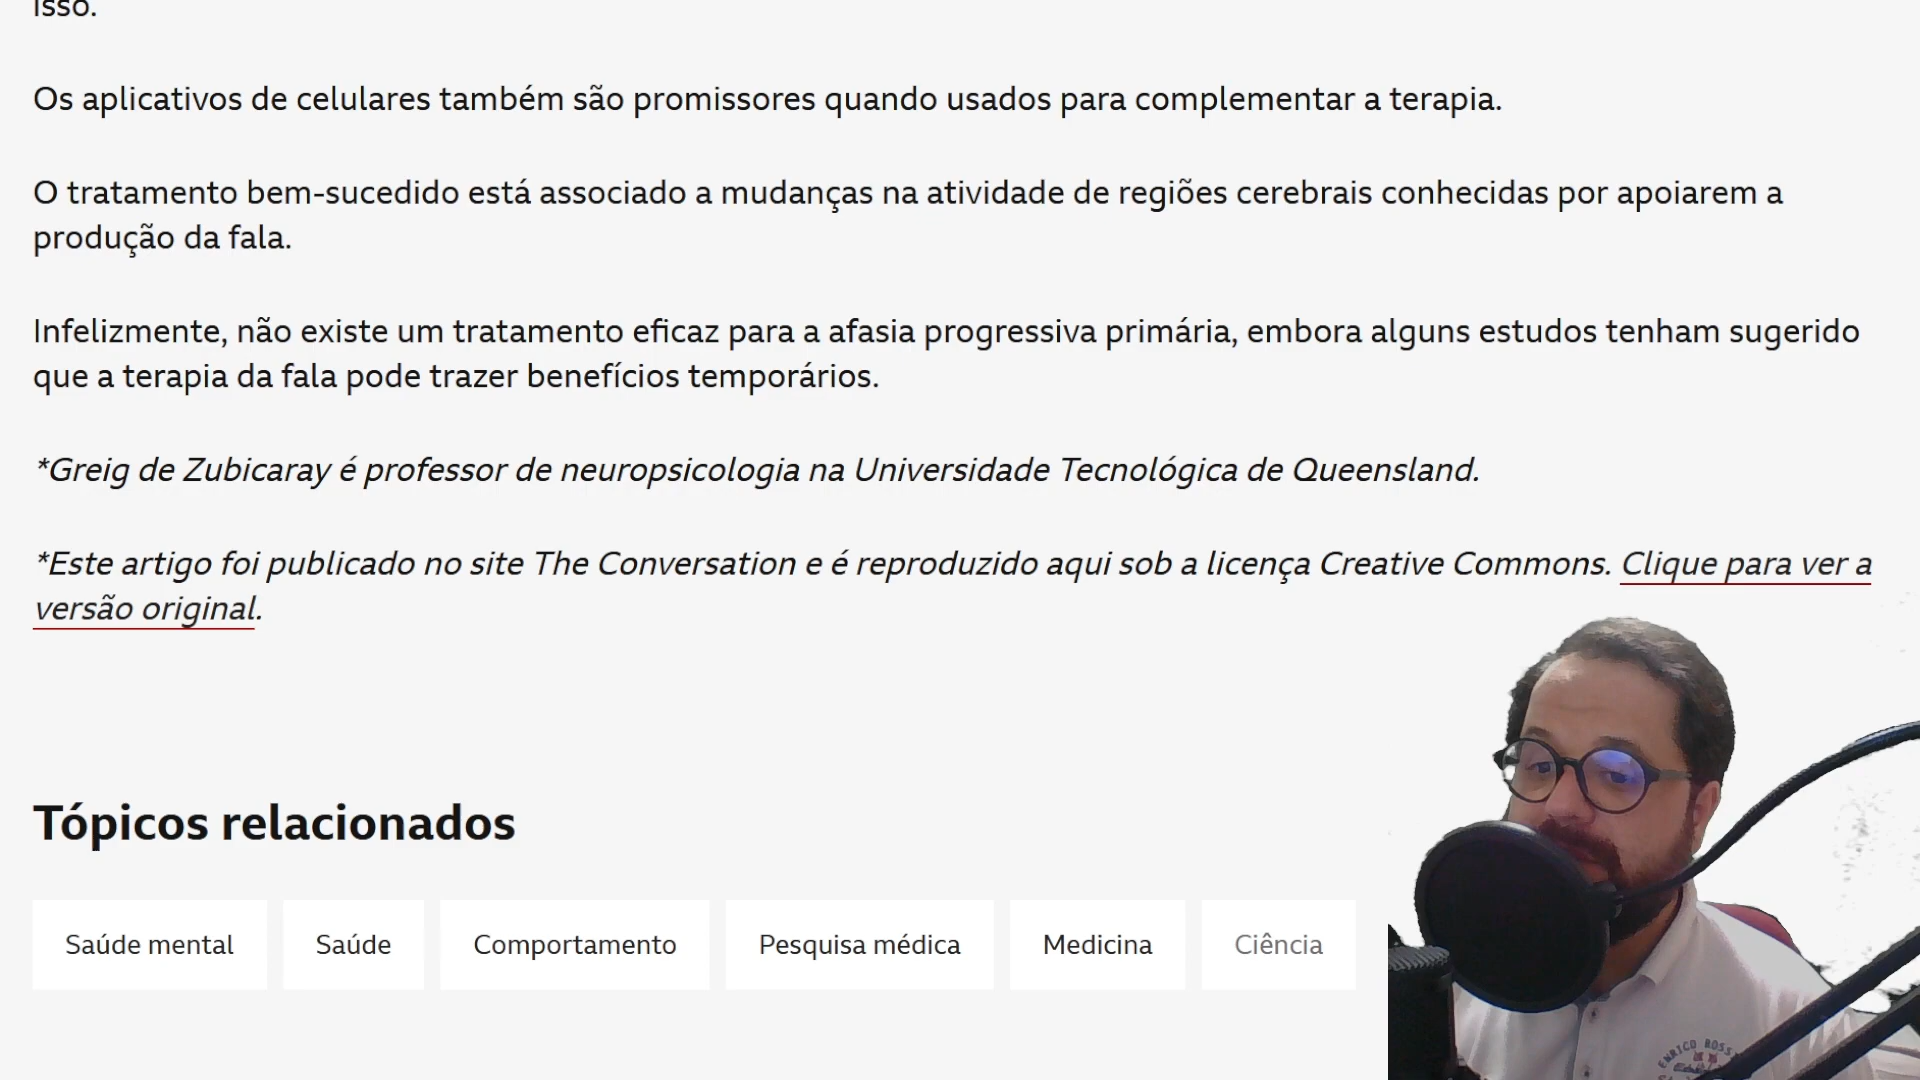 isso.
Os aplicativos de celulares também são promissores quando usados para complementar a terapia.
O tratamento bem-sucedido está associado a mudanças na atividade de regiões cerebrais conhecidas por apoiarem a
produção da fala.
Infelizmente, não existe um tratamento eficaz para a afasia progressiva primária, embora alguns estudos tenham sugerido
que a terapia da fala pode trazer benefícios temporários.
*Greig de Zubicaray é professor de neuropsicologia na Universidade Tecnológica de Queensland.
*Este artigo foi publicado no site The Conversation e é reproduzido aqui sob a licença Creative Commons. Clique para ver a
versão original.
Tópicos relacionados
Saúde mental
Saúde
Comportamento
Pesquisa médica
Medicina
Ciência
ENRICO